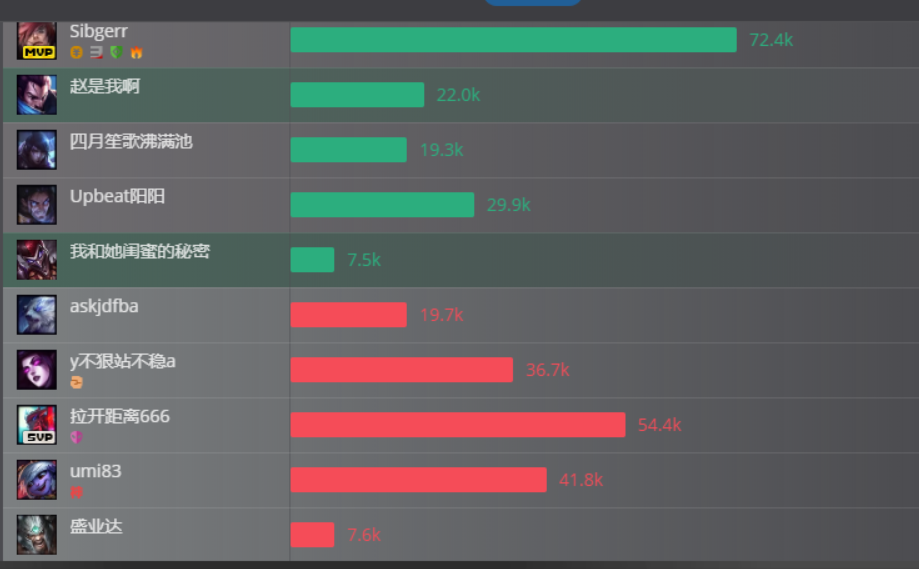 Sibgerr
MVP
72.4k
赵是我啊
22.0k
四月笙歌沸满池
19.3k
Upbeat阳阳
29.9k
我和她闺蜜的秘密
7.5k
askjdfba
19.7k
y不狠站不稳a
36.7k
拉开距离666
SVP
54.4k
umi83
41.8k
盛业达
7.6k